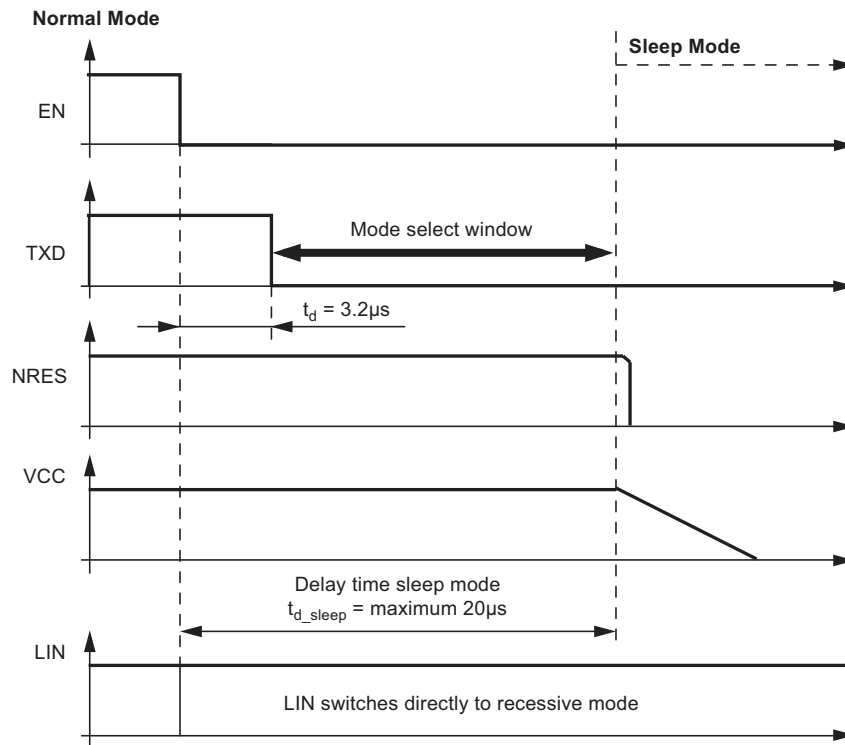 Normal Mode
Sleep Mode
EN
Mode select window
TXD
t_d = 3.2µs
NRES
VCC
Delay time sleep mode
t_d_sleep = maximum 20µs
LIN
LIN switches directly to recessive mode